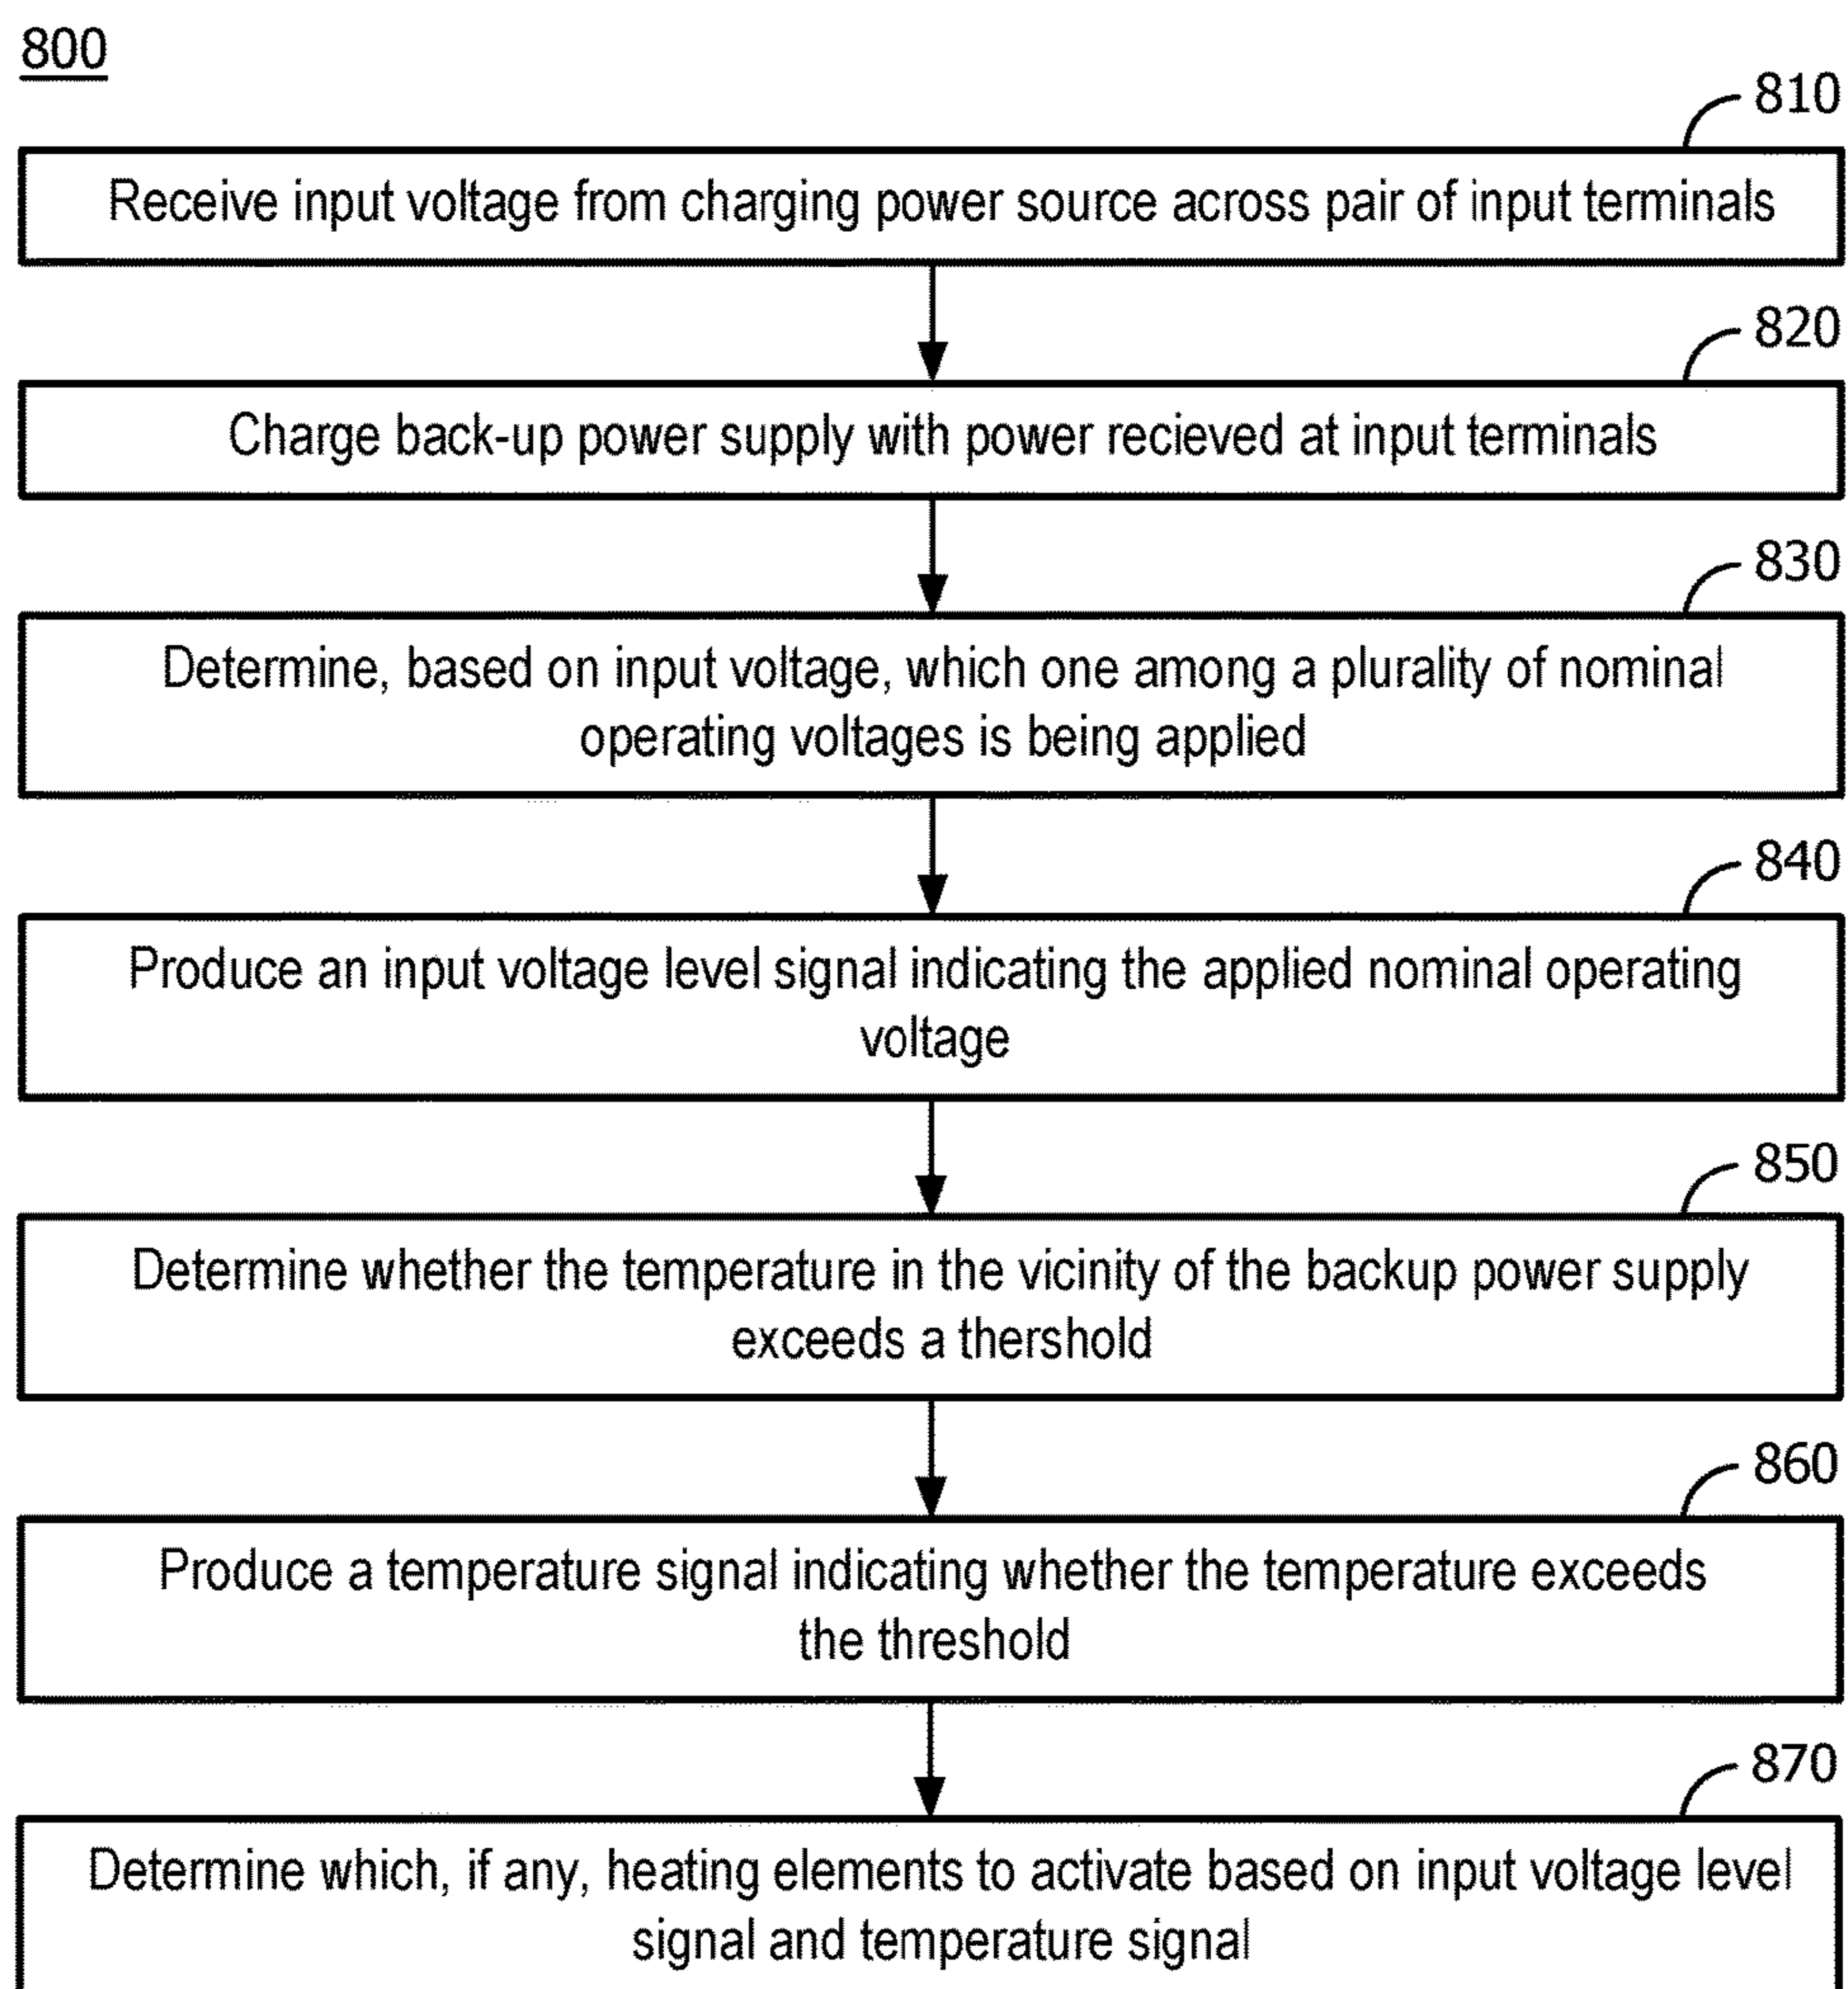 800
810
Receive input voltage from charging power source across pair of input terminals
820
Charge back-up power supply with power recieved at input terminals
830
Determine, based on input voltage, which one among a plurality of nominal
operating voltages is being applied
840
Produce an input voltage level signal indicating the applied nominal operating
voltage
850
Determine whether the temperature in the vicinity of the backup power supply
exceeds a thershold
860
Produce a temperature signal indicating whether the temperature exceeds
the threshold
870
Determine which, if any, heating elements to activate based on input voltage level
signal and temperature signal